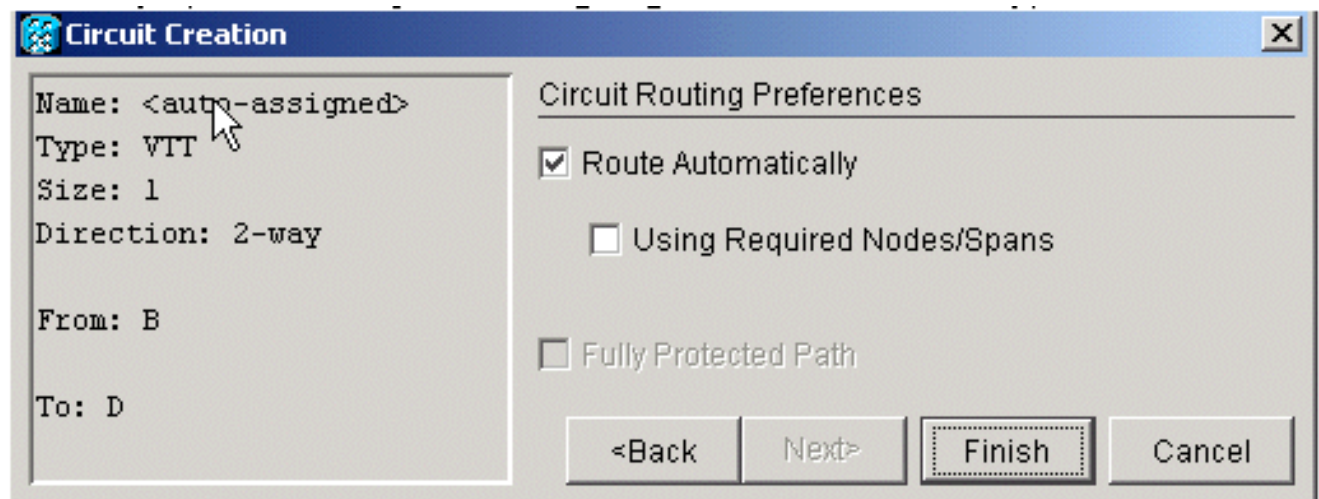 Circuit Creation
Name: <auto-assigned>
Type: VTT
Size: 1
Direction: 2-way
From: B
To: D
Circuit Routing Preferences
Route Automatically
Using Required Nodes/Spans
Fully Protected Path
<Back
Next>
Finish
Cancel